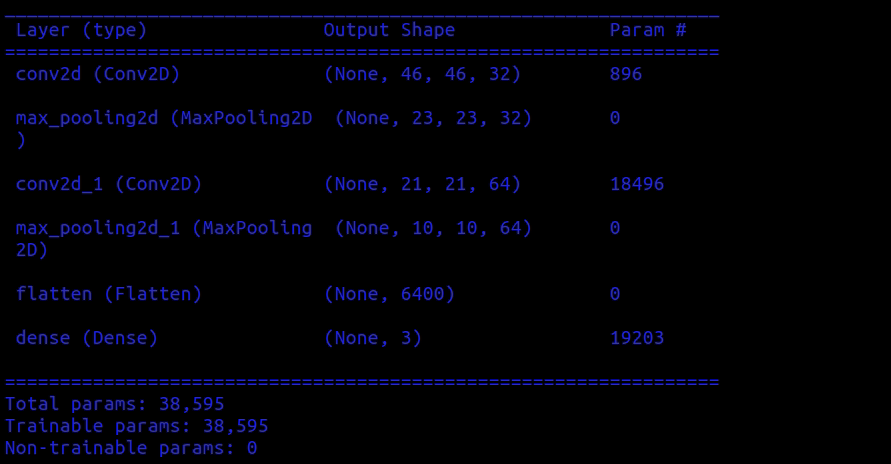 _________________________________________________________________
Layer (type)                Output Shape              Param #
=================================================================
conv2d (Conv2D)             (None, 46, 46, 32)        896
max_pooling2d (MaxPooling2D  (None, 23, 23, 32)       0
)
conv2d_1 (Conv2D)           (None, 21, 21, 64)        18496
max_pooling2d_1 (MaxPooling  (None, 10, 10, 64)       0
2D)
flatten (Flatten)           (None, 6400)              0
dense (Dense)               (None, 3)                 19203
=================================================================
Total params: 38,595
Trainable params: 38,595
Non-trainable params: 0